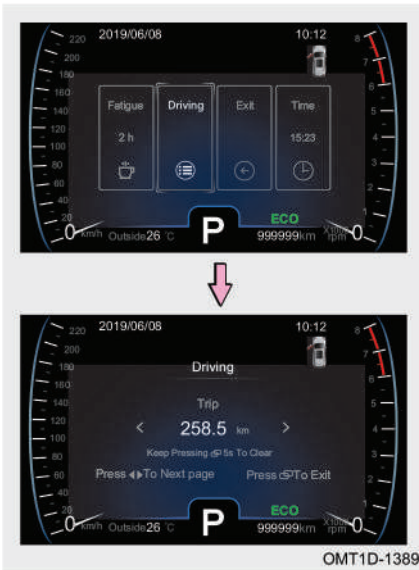 220 2019/06/08 10:12 8
200 7
180
160 6
Fatigue Driving Exit Time
140 5
120
2 h 15:23 4
100
80 3
60
40 2
20 1
ECO
0 km/h Outside 26 °C P 999999 km X1000 rpm 0
220 2019/06/08 10:12 8
200 7
Driving
180
160 6
Trip
140 5
120
< 258.5 km > 4
100
Keep Pressing 5s To Clear
80 3
60
Press To Next page Press To Exit
40 2
20 1
ECO
0 km/h Outside 26 °C P 999999 km X1000 rpm 0
OMT1D-1389